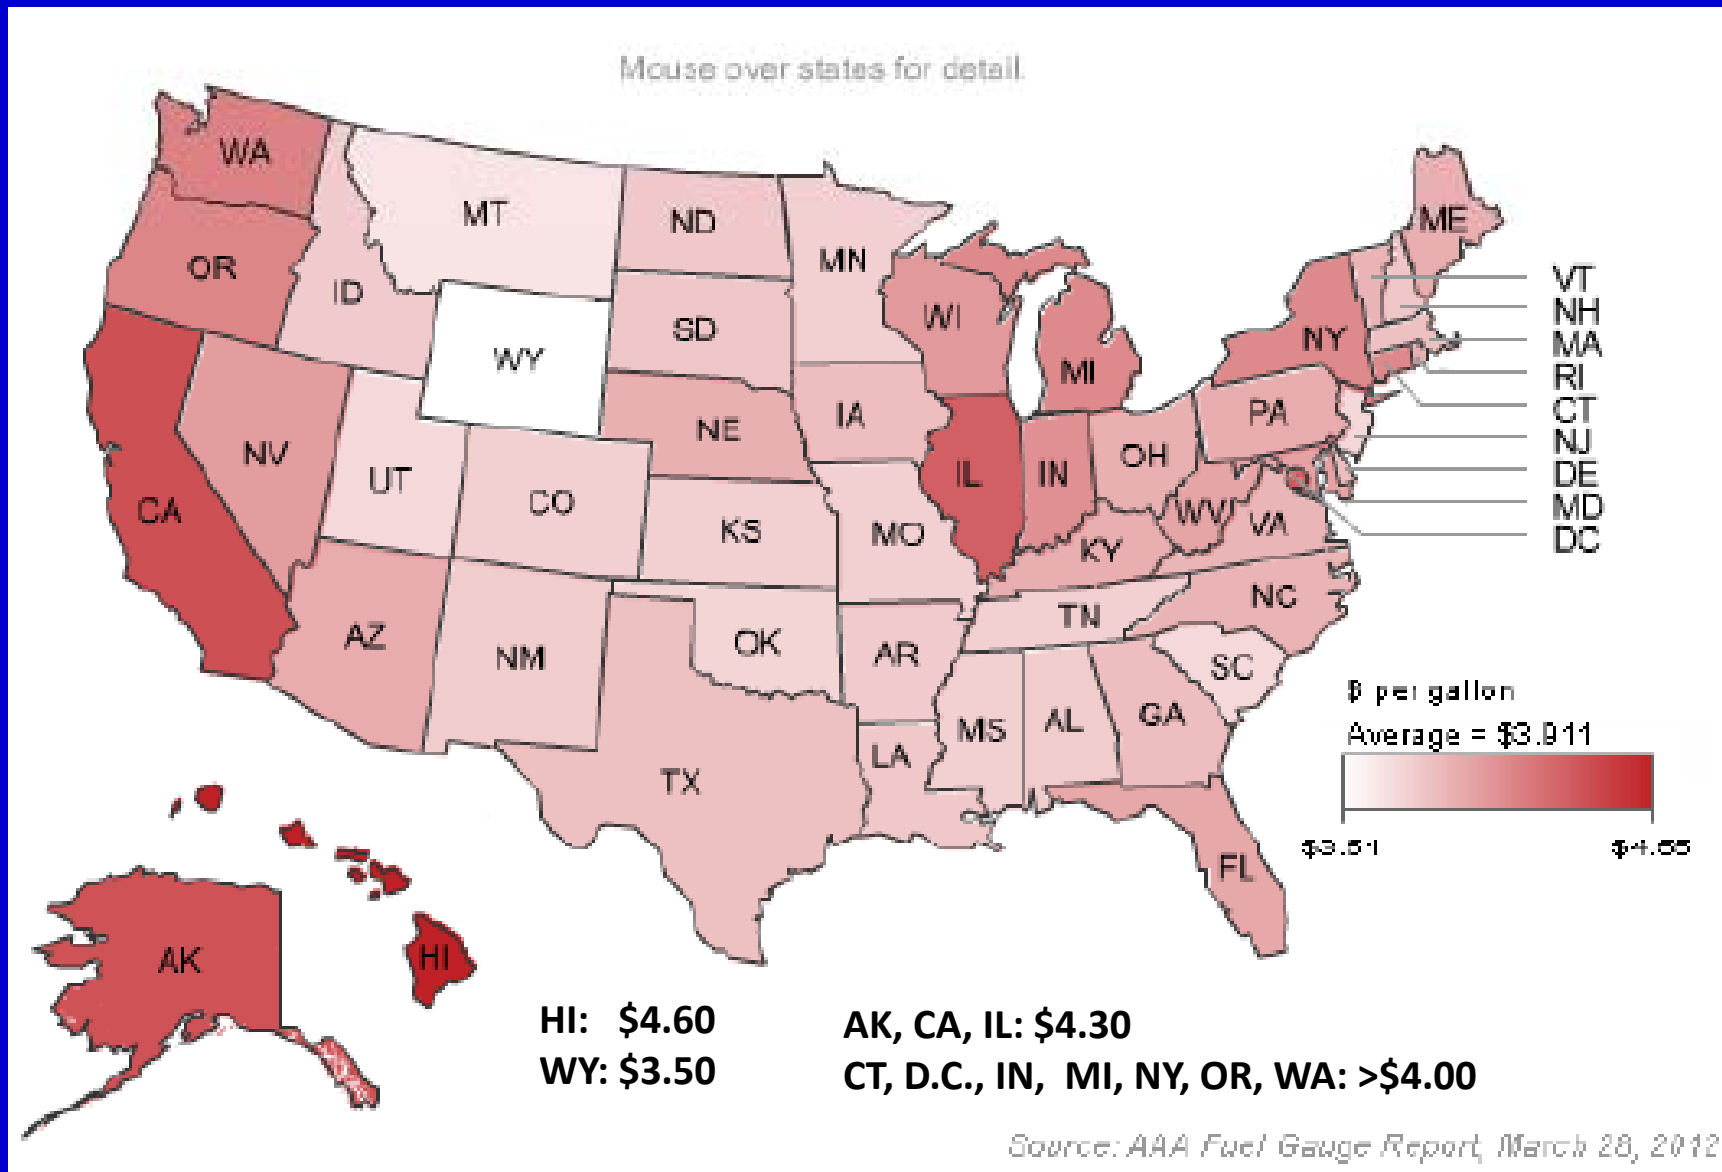 Mouse over states for detail
WA
MT
ND
MN
ME
OR
ID
SD
WI
VT
NH
WY
NY
MA
MI
RI
NE
IA
PA
CT
NV
UT
CO
IL
IN
OH
NJ
DE
CA
KS
MO
WV
VA
MD
DC
KY
AZ
NM
OK
AR
TN
NC
SC
MS
AL
GA
LA
TX
FL
AK
HI
$ per gallon
Average = $3.911
HI: $4.60
WY: $3.50
AK, CA, IL: $4.30
CT, D.C., IN, MI, NY, OR, WA: >$4.00
Source: AAA Fuel Gauge Report, March 28, 2012